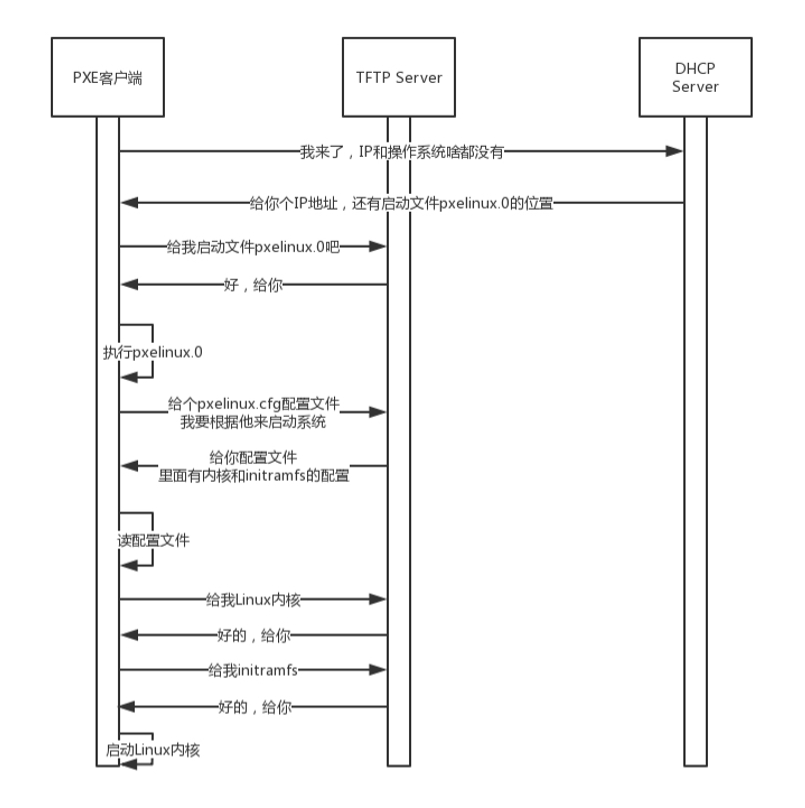 PXE客户端
TFTP Server
DHCP
Server
我来了，IP和操作系统啥都没有
给你个IP地址，还有启动文件pxelinux.0的位置
给我启动文件pxelinux.0吧
好，给你
执行pxelinux.0
给个pxelinux.cfg配置文件
我要根据他来启动系统
给你配置文件
里面有内核和initramfs的配置
读配置文件
给我Linux内核
好的，给你
给我initramfs
好的，给你
启动Linux内核